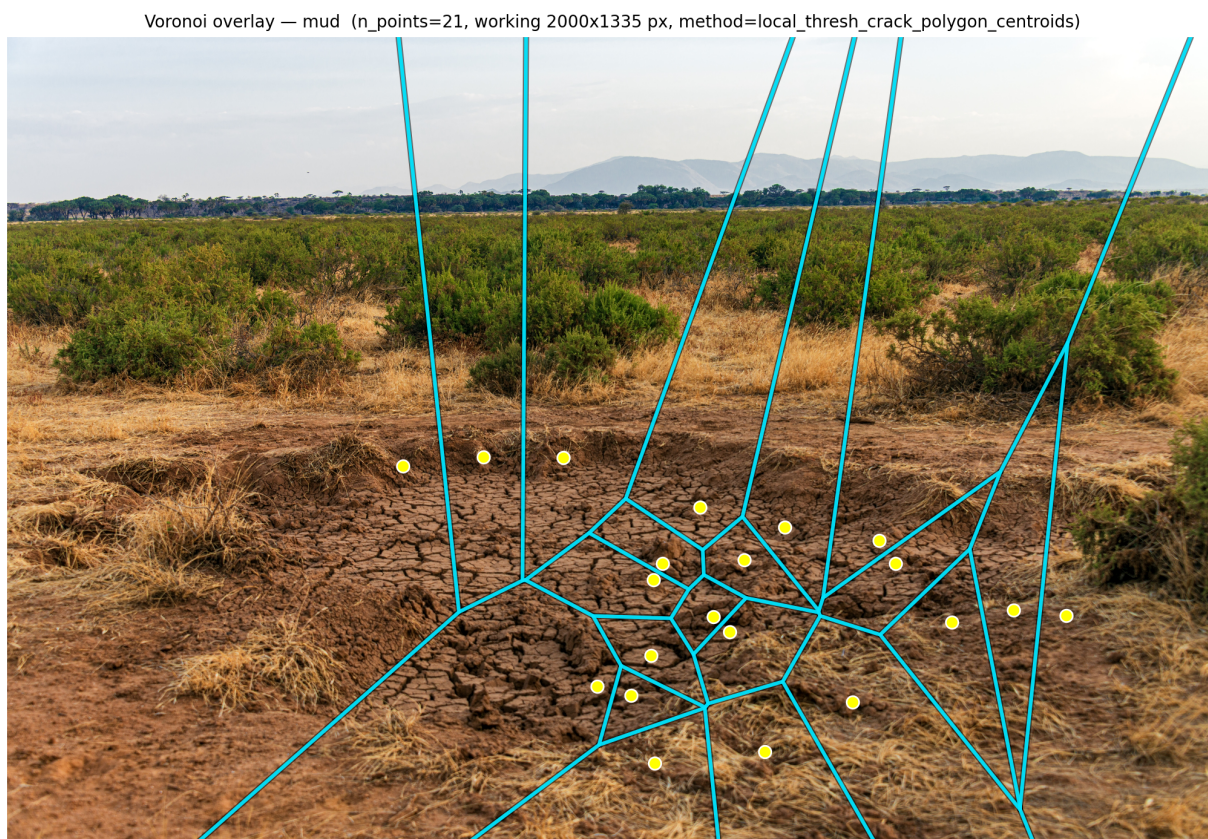 Voronoi overlay — mud  (n_points=21, working 2000x1335 px, method=local_thresh_crack_polygon_centroids)